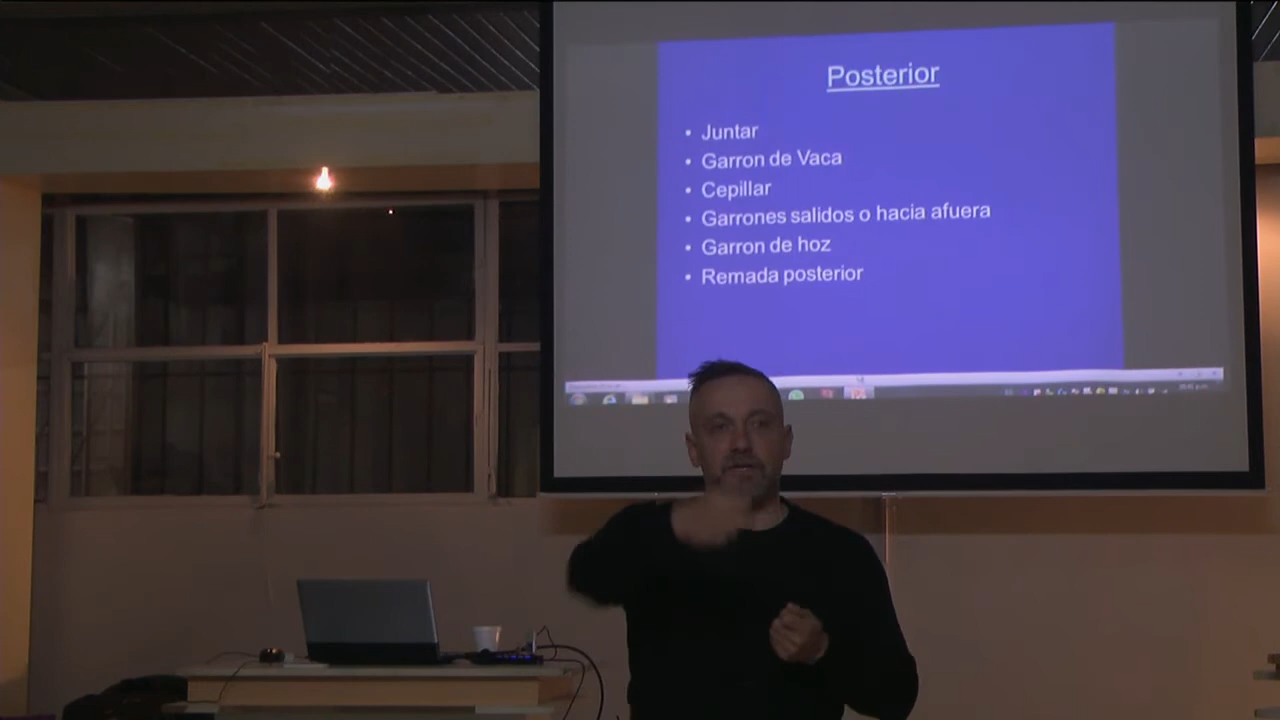 Posterior
• Juntar
• Garron de Vaca
• Cepillar
• Garrones salidos o hacia afuera
• Garron de hoz
• Remada posterior